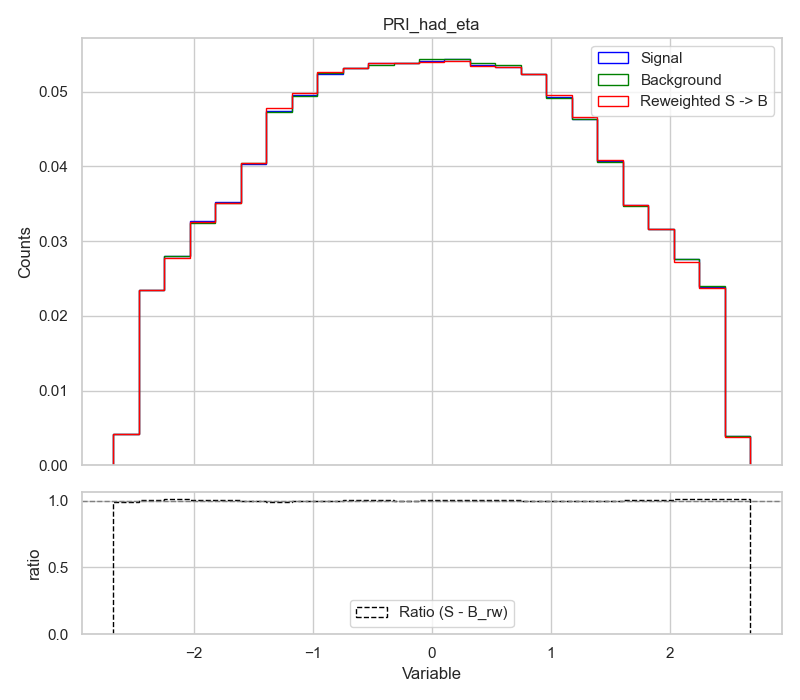 PRI_had_eta
Signal
Background
Reweighted S -> B
Counts
0.05
0.04
0.03
0.02
0.01
0.00
ratio
1.0
0.5
0.0
Ratio (S - B_rw)
−2
−1
0
1
2
Variable